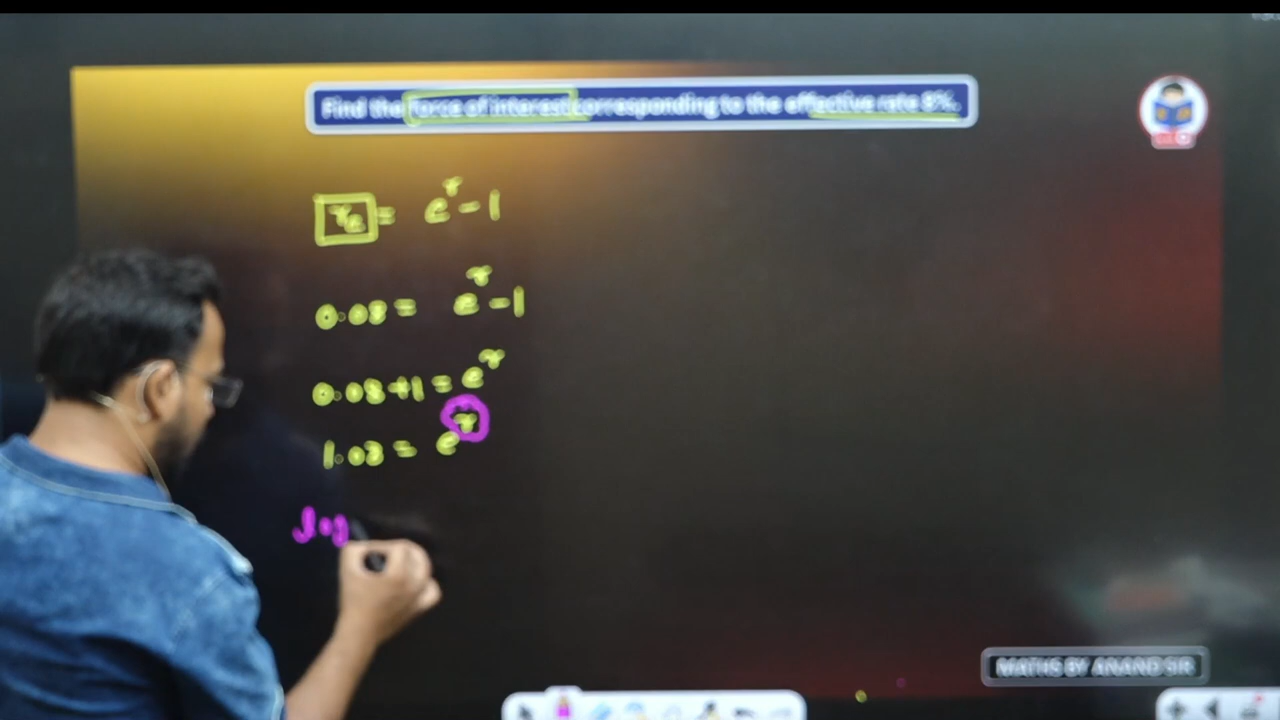 Find the force of interest corresponding to the effective rate 8%.
re = e^r - 1
0.08 = e^r - 1
0.08+1 = e^r
1.08 = e^r
log
MATHS BY ANAND SIR